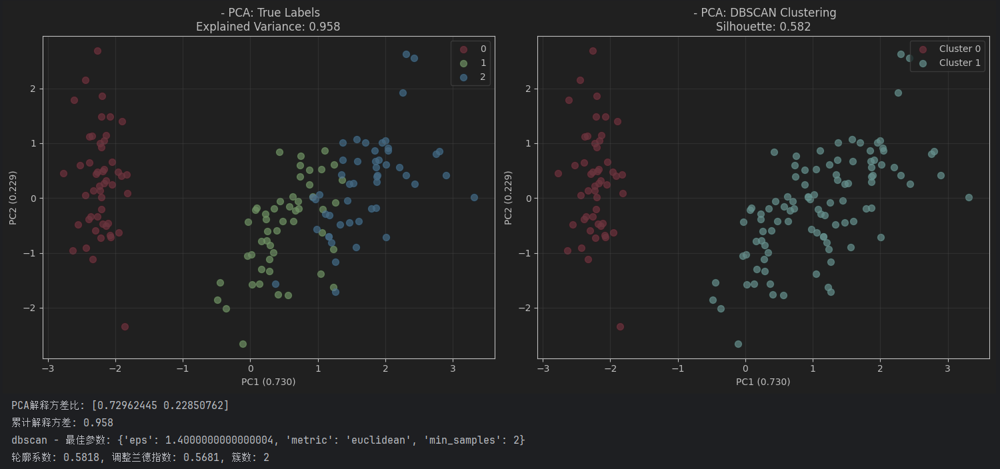 - PCA: True Labels
Explained Variance: 0.958
0
1
2
2
1
0
−1
−2
PC2 (0.229)
−3
−2
−1
0
1
2
3
PC1 (0.730)
- PCA: DBSCAN Clustering
Silhouette: 0.582
Cluster 0
Cluster 1
2
1
0
−1
−2
PC2 (0.229)
−3
−2
−1
0
1
2
3
PC1 (0.730)
PCA解释方差比: [0.72962445 0.22850762]
累计解释方差: 0.958
dbscan - 最佳参数: {'eps': 1.4000000000000004, 'metric': 'euclidean', 'min_samples': 2}
轮廓系数: 0.5818, 调整兰德指数: 0.5681, 簇数: 2